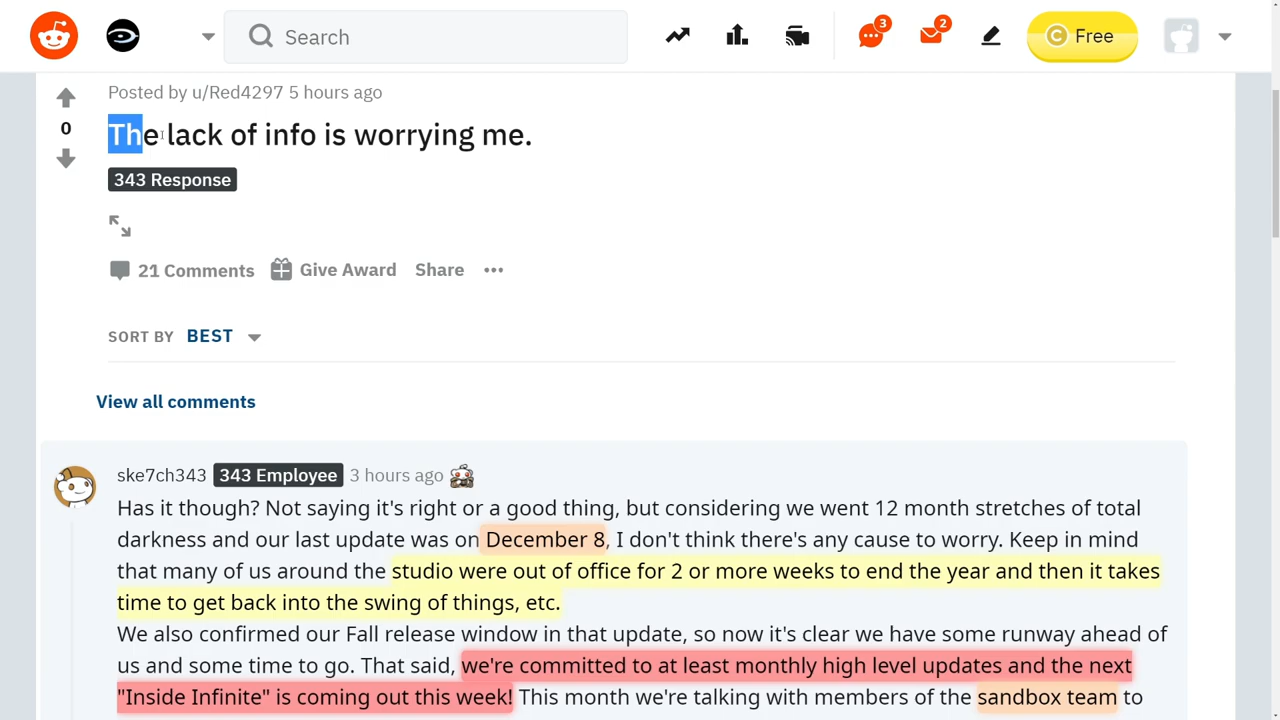 Search
3
2
Free
Posted by u/Red4297 5 hours ago
0
The lack of info is worrying me.
343 Response
21 Comments Give Award Share
SORT BY BEST
View all comments
ske7ch343 343 Employee 3 hours ago
Has it though? Not saying it's right or a good thing, but considering we went 12 month stretches of total
darkness and our last update was on December 8, I don't think there's any cause to worry. Keep in mind
that many of us around the studio were out of office for 2 or more weeks to end the year and then it takes
time to get back into the swing of things, etc.
We also confirmed our Fall release window in that update, so now it's clear we have some runway ahead of
us and some time to go. That said, we're committed to at least monthly high level updates and the next
"Inside Infinite" is coming out this week! This month we're talking with members of the sandbox team to